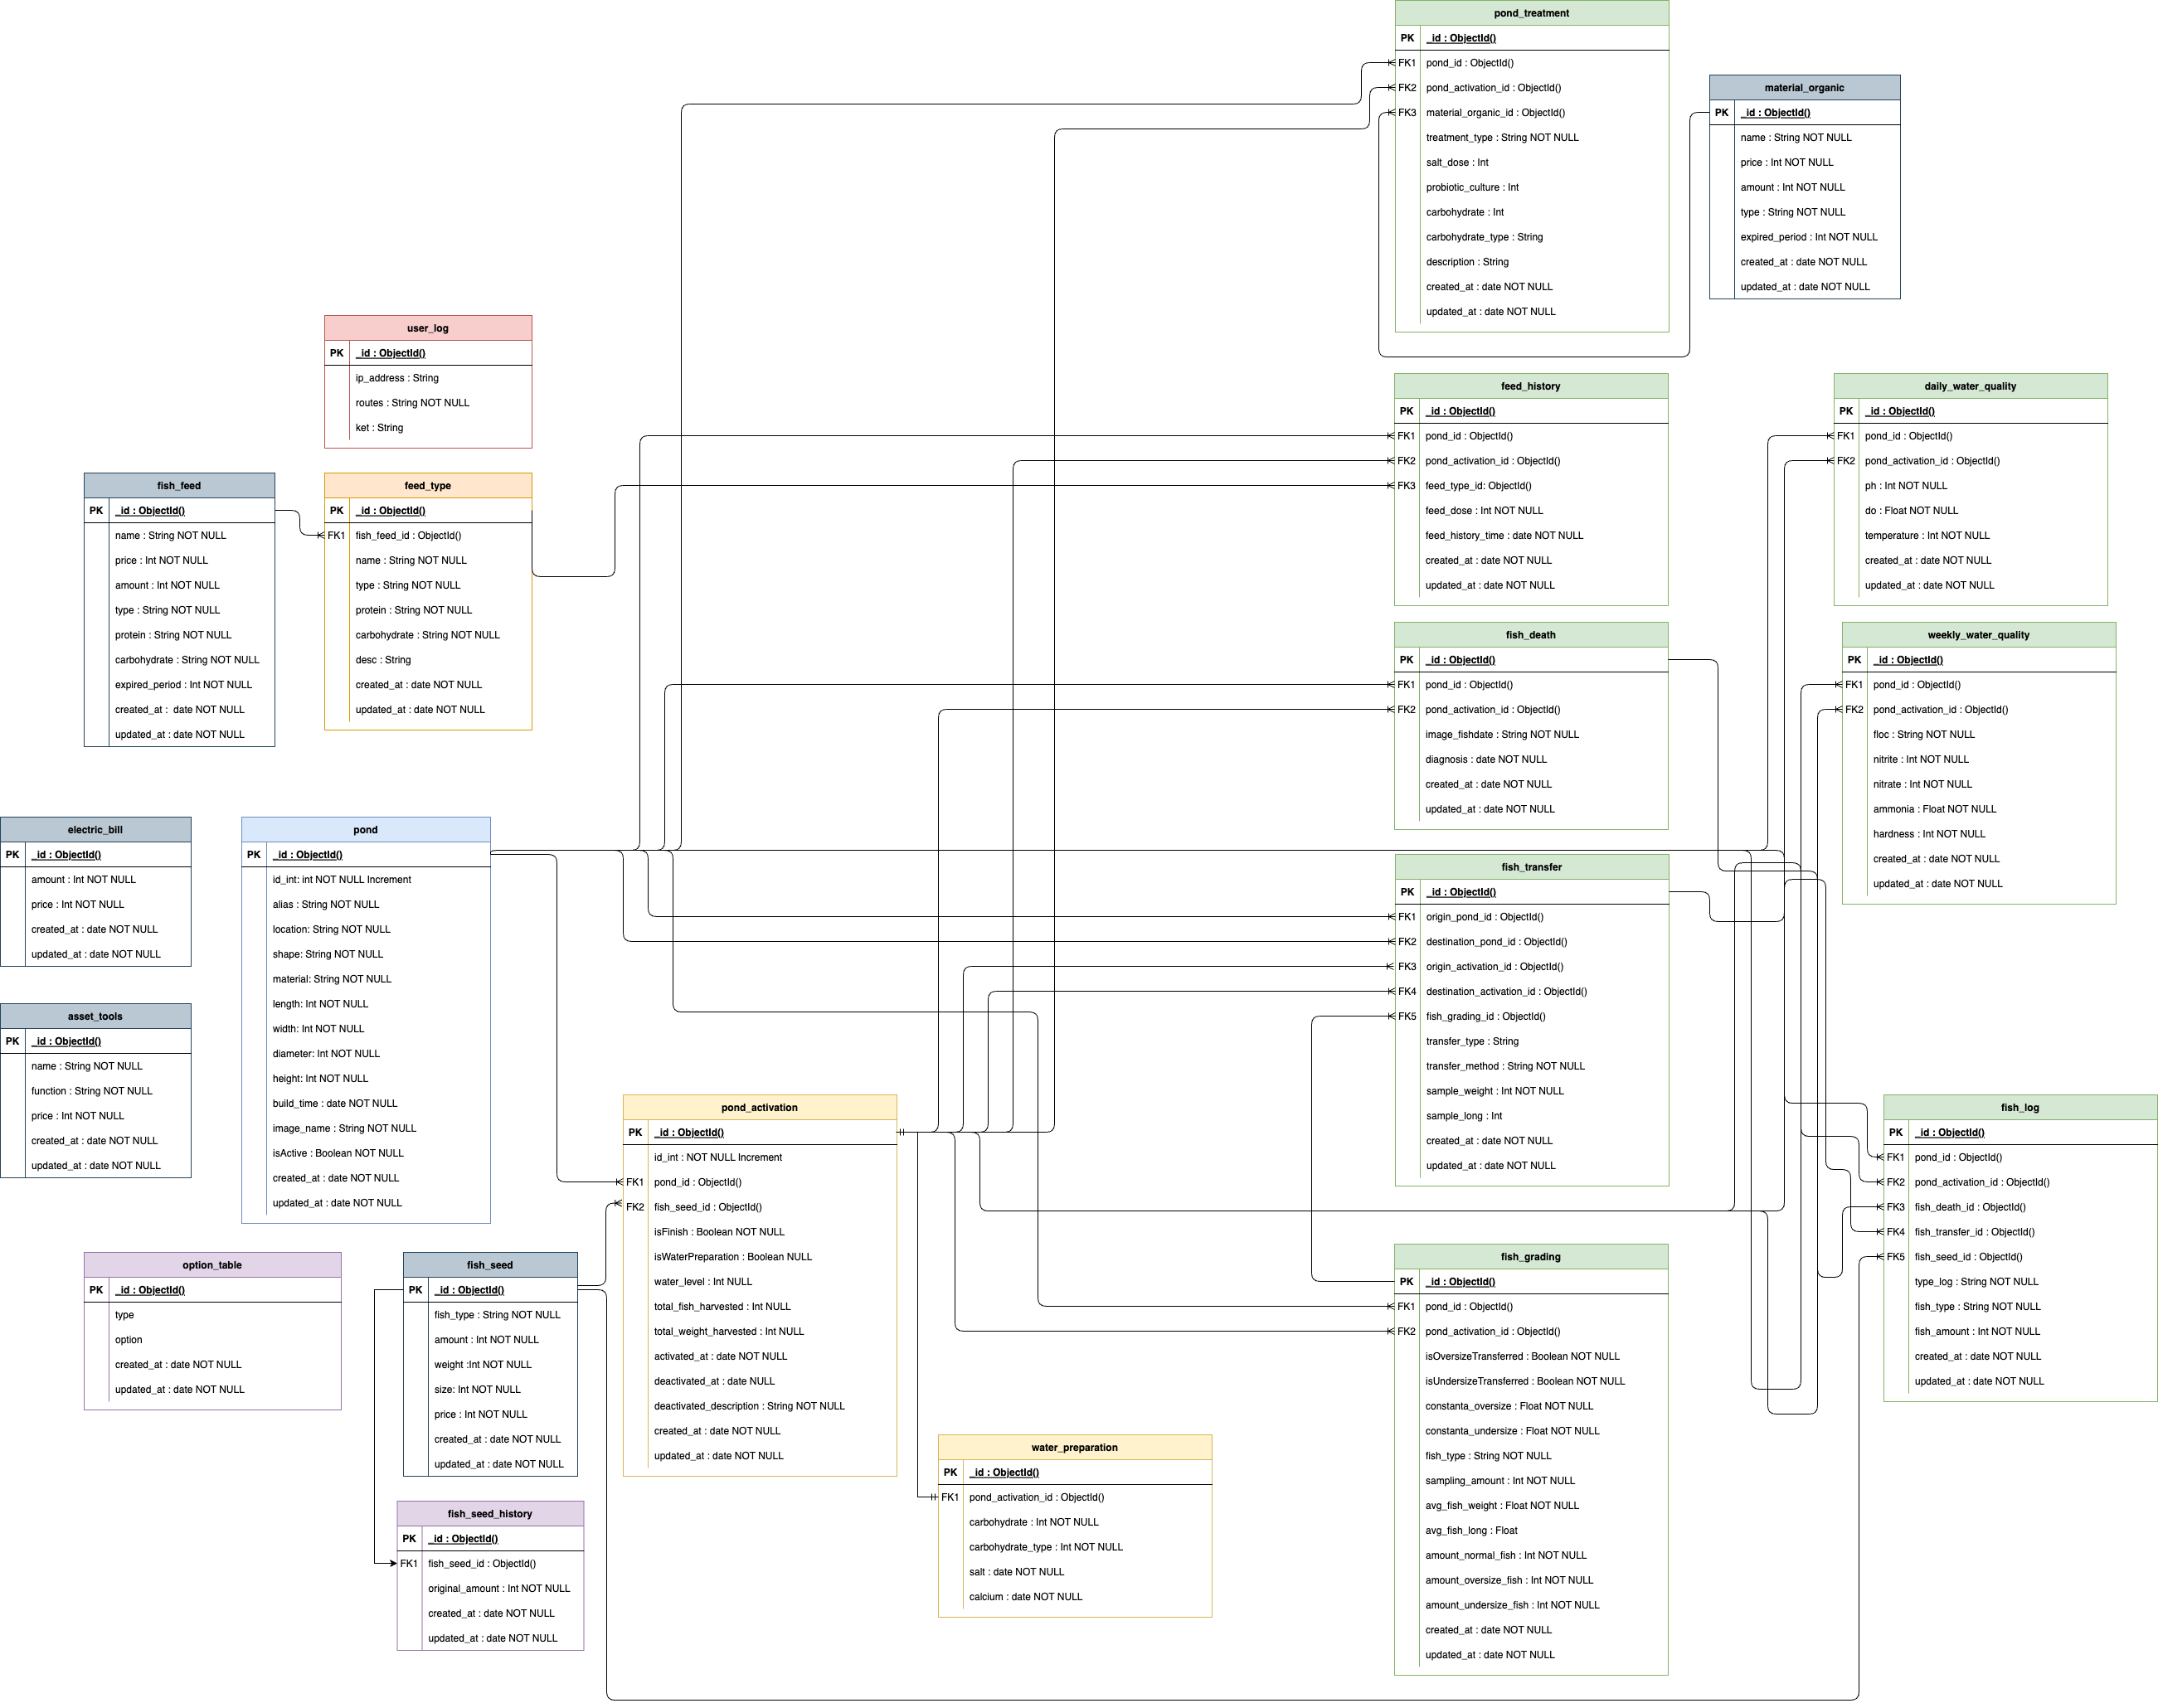 pond_treatment
PK _id : ObjectId()
FK1 pond_id : ObjectId()
FK2 pond_activation_id : ObjectId()
FK3 material_organic_id : ObjectId()
treatment_type : String NOT NULL
salt_dose : Int
probiotic_culture : Int
carbohydrate : Int
carbohydrate_type : String
description : String
created_at : date NOT NULL
updated_at : date NOT NULL
material_organic
PK _id : ObjectId()
name : String NOT NULL
price : Int NOT NULL
amount : Int NOT NULL
type : String NOT NULL
expired_period : Int NOT NULL
created_at : date NOT NULL
updated_at : date NOT NULL
user_log
PK _id : ObjectId()
ip_address : String
routes : String NOT NULL
ket : String
fish_feed
PK _id : ObjectId()
name : String NOT NULL
price : Int NOT NULL
amount : Int NOT NULL
type : String NOT NULL
protein : String NOT NULL
carbohydrate : String NOT NULL
expired_period : Int NOT NULL
created_at :  date NOT NULL
updated_at : date NOT NULL
feed_type
PK _id : ObjectId()
FK1 fish_feed_id : ObjectId()
name : String NOT NULL
type : String NOT NULL
protein : String NOT NULL
carbohydrate : String NOT NULL
desc : String
created_at : date NOT NULL
updated_at : date NOT NULL
feed_history
PK _id : ObjectId()
FK1 pond_id : ObjectId()
FK2 pond_activation_id : ObjectId()
FK3 feed_type_id: ObjectId()
feed_dose : Int NOT NULL
feed_history_time : date NOT NULL
created_at : date NOT NULL
updated_at : date NOT NULL
daily_water_quality
PK _id : ObjectId()
FK1 pond_id : ObjectId()
FK2 pond_activation_id : ObjectId()
ph : Int NOT NULL
do : Float NOT NULL
temperature : Int NOT NULL
created_at : date NOT NULL
updated_at : date NOT NULL
fish_death
PK _id : ObjectId()
FK1 pond_id : ObjectId()
FK2 pond_activation_id : ObjectId()
image_fishdate : String NOT NULL
diagnosis : date NOT NULL
created_at : date NOT NULL
updated_at : date NOT NULL
weekly_water_quality
PK _id : ObjectId()
FK1 pond_id : ObjectId()
FK2 pond_activation_id : ObjectId()
floc : String NOT NULL
nitrite : Int NOT NULL
nitrate : Int NOT NULL
ammonia : Float NOT NULL
hardness : Int NOT NULL
created_at : date NOT NULL
updated_at : date NOT NULL
electric_bill
PK _id : ObjectId()
amount : Int NOT NULL
price : Int NOT NULL
created_at : date NOT NULL
updated_at : date NOT NULL
pond
PK _id : ObjectId()
id_int: int NOT NULL Increment
alias : String NOT NULL
location: String NOT NULL
shape: String NOT NULL
material: String NOT NULL
length: Int NOT NULL
width: Int NOT NULL
diameter: Int NOT NULL
height: Int NOT NULL
build_time : date NOT NULL
image_name : String NOT NULL
isActive : Boolean NOT NULL
created_at : date NOT NULL
updated_at : date NOT NULL
fish_transfer
PK _id : ObjectId()
FK1 origin_pond_id : ObjectId()
FK2 destination_pond_id : ObjectId()
FK3 origin_activation_id : ObjectId()
FK4 destination_activation_id : ObjectId()
FK5 fish_grading_id : ObjectId()
transfer_type : String
transfer_method : String NOT NULL
sample_weight : Int NOT NULL
sample_long : Int
created_at : date NOT NULL
updated_at : date NOT NULL
asset_tools
PK _id : ObjectId()
name : String NOT NULL
function : String NOT NULL
price : Int NOT NULL
created_at : date NOT NULL
updated_at : date NOT NULL
pond_activation
PK _id : ObjectId()
id_int : NOT NULL Increment
FK1 pond_id : ObjectId()
FK2 fish_seed_id : ObjectId()
isFinish : Boolean NOT NULL
isWaterPreparation : Boolean NULL
water_level : Int NULL
total_fish_harvested : Int NULL
total_weight_harvested : Int NULL
activated_at : date NOT NULL
deactivated_at : date NULL
deactivated_description : String NOT NULL
created_at : date NOT NULL
updated_at : date NOT NULL
fish_log
PK _id : ObjectId()
FK1 pond_id : ObjectId()
FK2 pond_activation_id : ObjectId()
FK3 fish_death_id : ObjectId()
FK4 fish_transfer_id : ObjectId()
FK5 fish_seed_id : ObjectId()
type_log : String NOT NULL
fish_type : String NOT NULL
fish_amount : Int NOT NULL
created_at : date NOT NULL
updated_at : date NOT NULL
option_table
PK _id : ObjectId()
type
option
created_at : date NOT NULL
updated_at : date NOT NULL
fish_seed
PK _id : ObjectId()
fish_type : String NOT NULL
amount : Int NOT NULL
weight :Int NOT NULL
size: Int NOT NULL
price : Int NOT NULL
created_at : date NOT NULL
updated_at : date NOT NULL
fish_grading
PK _id : ObjectId()
FK1 pond_id : ObjectId()
FK2 pond_activation_id : ObjectId()
isOversizeTransferred : Boolean NOT NULL
isUndersizeTransferred : Boolean NOT NULL
constanta_oversize : Float NOT NULL
constanta_undersize : Float NOT NULL
fish_type : String NOT NULL
sampling_amount : Int NOT NULL
avg_fish_weight : Float NOT NULL
avg_fish_long : Float
amount_normal_fish : Int NOT NULL
amount_oversize_fish : Int NOT NULL
amount_undersize_fish : Int NOT NULL
created_at : date NOT NULL
updated_at : date NOT NULL
water_preparation
PK _id : ObjectId()
FK1 pond_activation_id : ObjectId()
carbohydrate : Int NOT NULL
carbohydrate_type : Int NOT NULL
salt : date NOT NULL
calcium : date NOT NULL
fish_seed_history
PK _id : ObjectId()
FK1 fish_seed_id : ObjectId()
original_amount : Int NOT NULL
created_at : date NOT NULL
updated_at : date NOT NULL